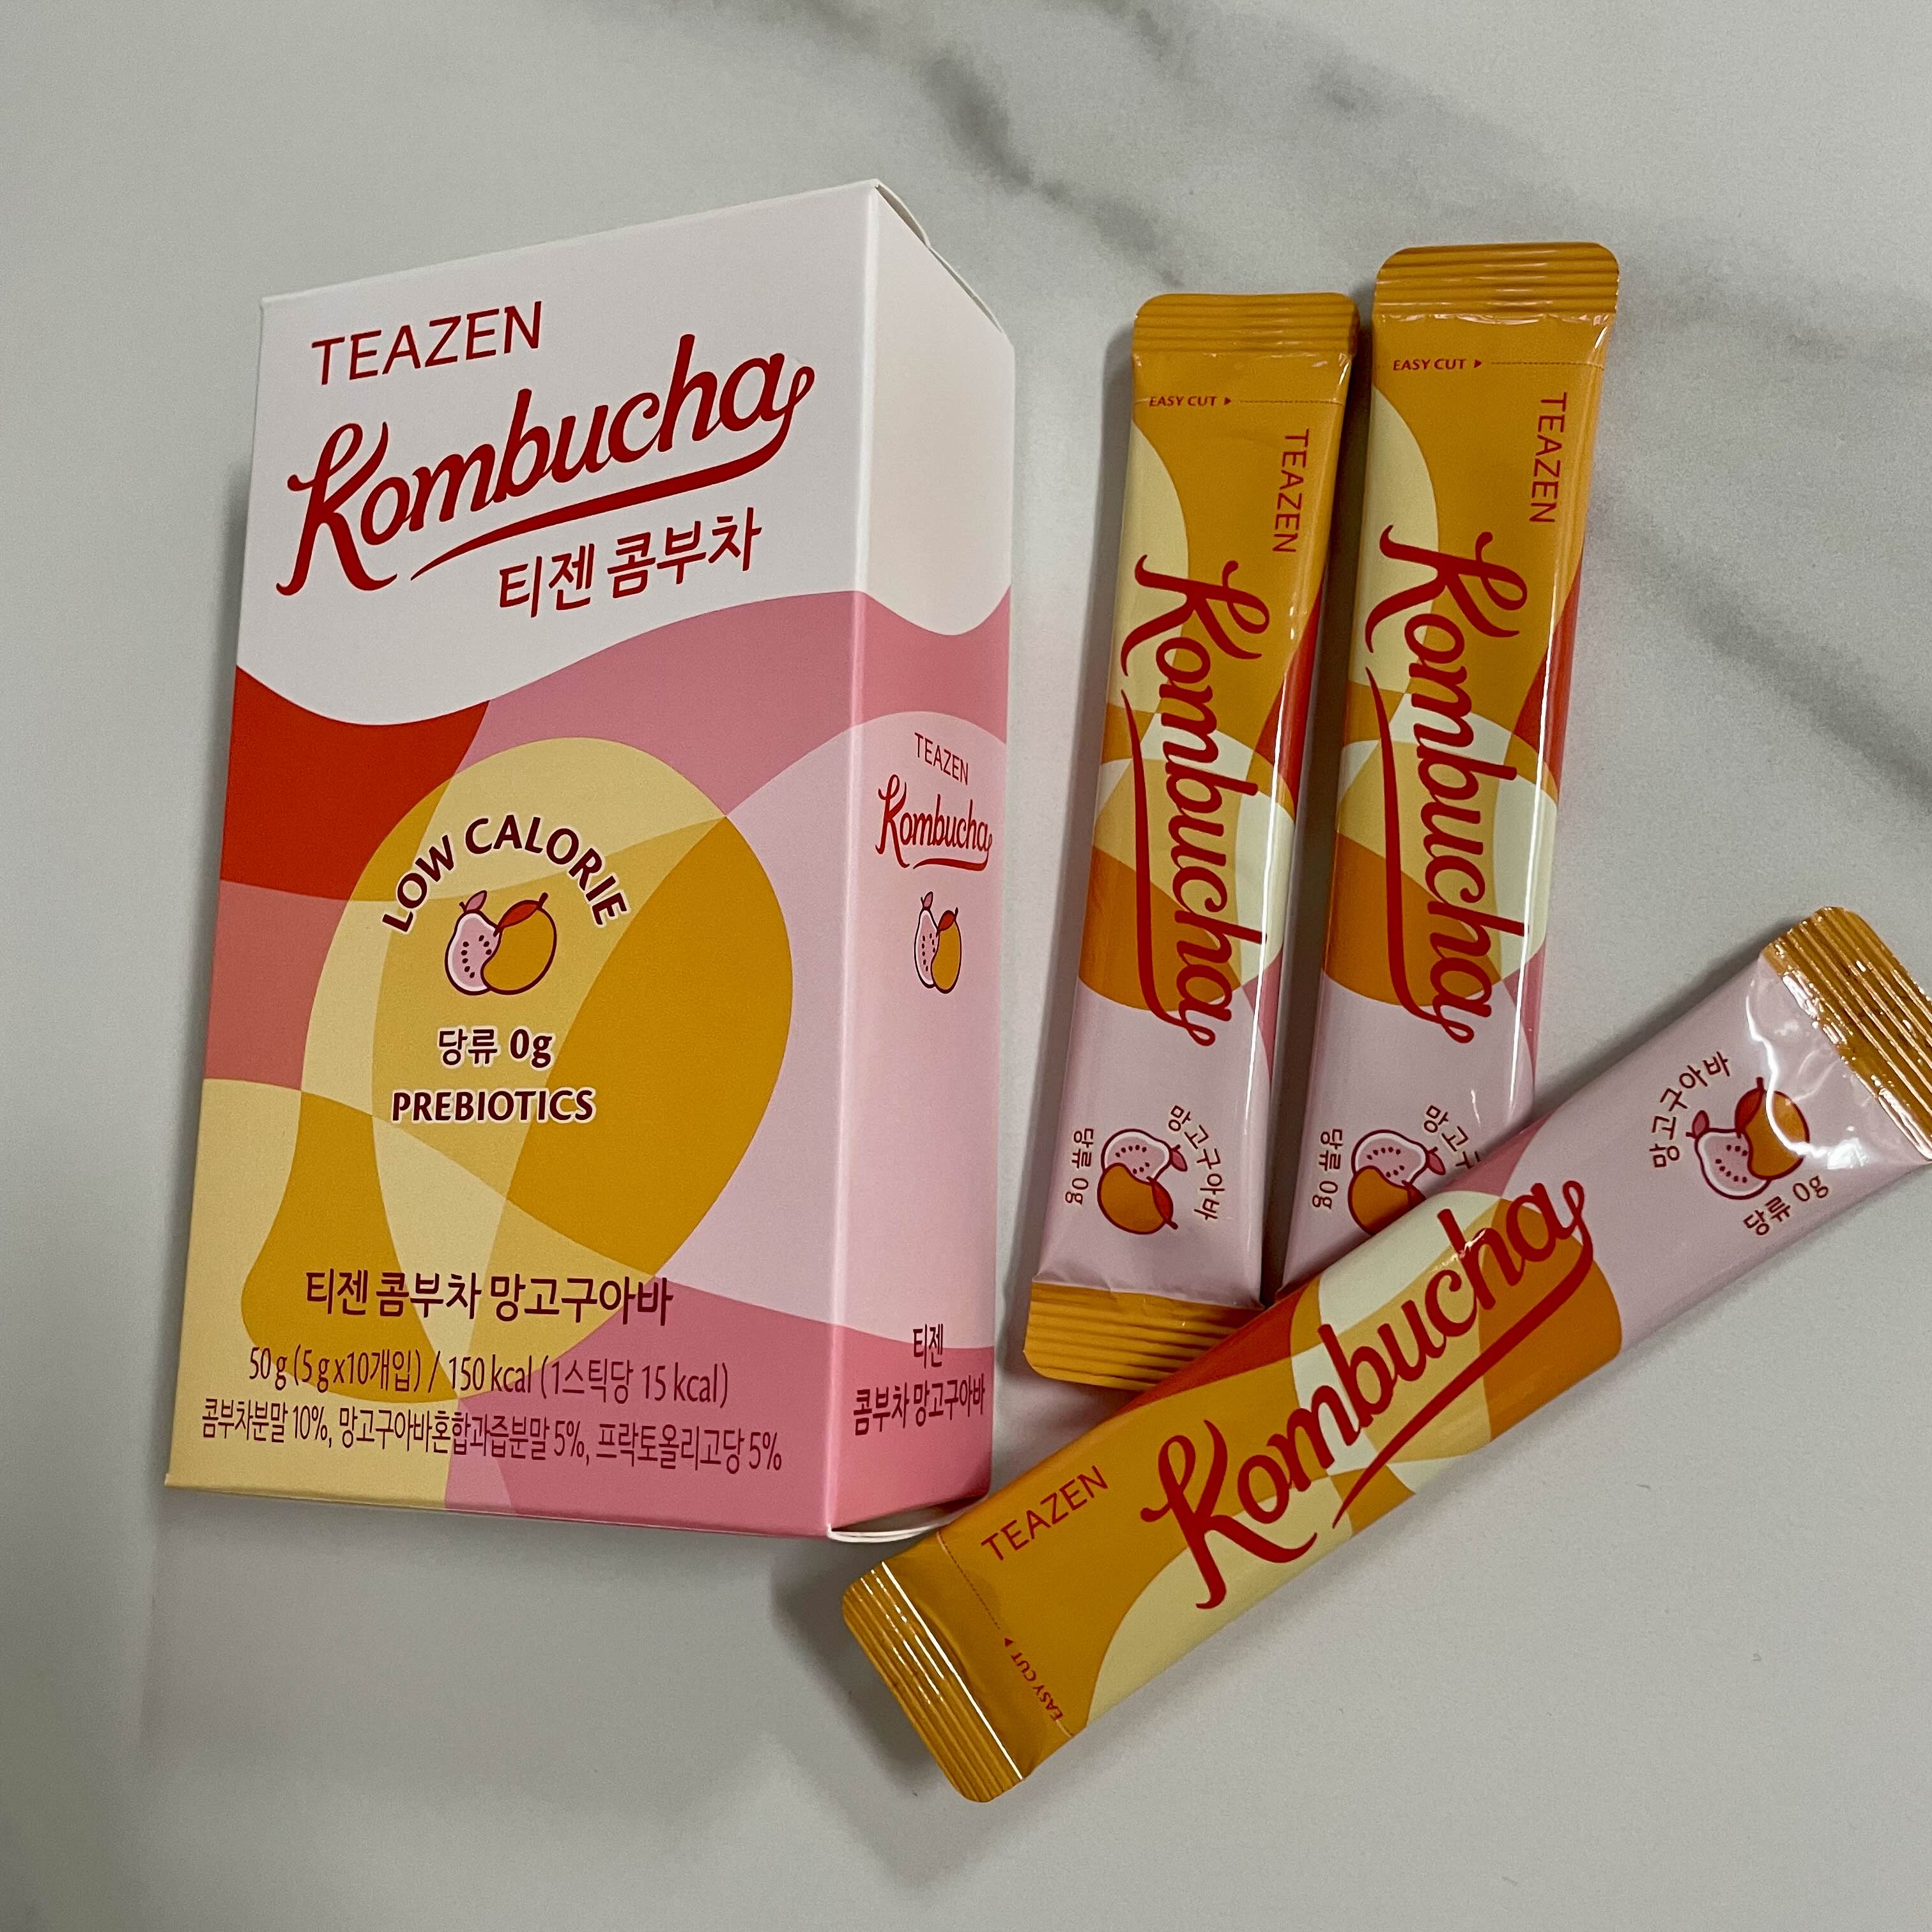 TEAZEN
Kombucha
티젠 콤부차
LOW CALORIE
당류 0g
PREBIOTICS
티젠 콤부차 망고구아바
50g (5g x10개입) / 150 kcal (1스틱당 15 kcal)
콤부차분말 10%, 망고구아바혼합과즙분말 5%, 프락토올리고당 5%
TEAZEN
Kombucha
티젠
콤부차 망고구아바
EASY CUT
TEAZEN
Kombucha
망고구아바
당류 0g
EASY CUT
TEAZEN
Kombucha
망고구
당류 0g
EASY CUT
TEAZEN
Kombucha
망고구아바
당류 0g